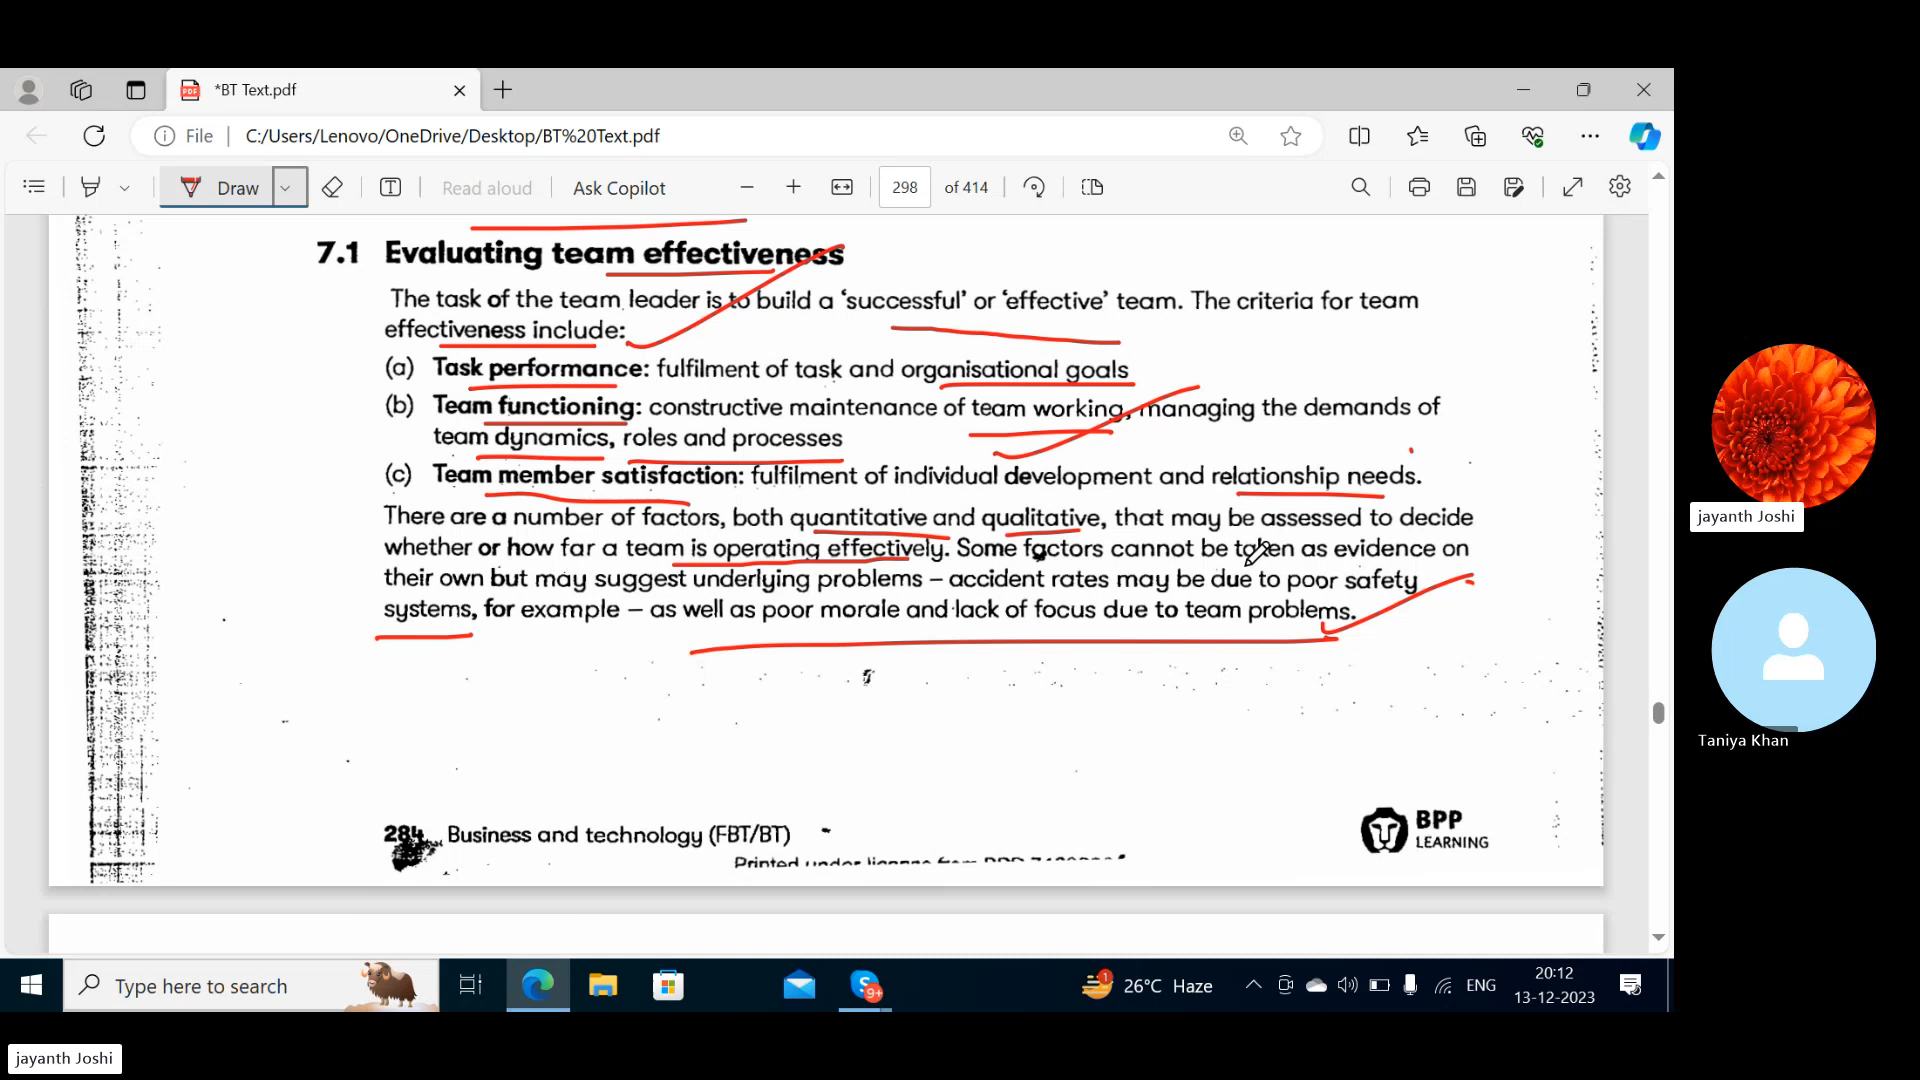 *BT Text.pdf
File
C:/Users/Lenovo/OneDrive/Desktop/BT%20Text.pdf
Draw
Read aloud
Ask Copilot
298 of 414
7.1 Evaluating team effectiveness
The task of the team leader is to build a ‘successful’ or ‘effective’ team. The criteria for team
effectiveness include:
(a) Task performance: fulfilment of task and organisational goals
(b) Team functioning: constructive maintenance of team working, managing the demands of
team dynamics, roles and processes
(c) Team member satisfaction: fulfilment of individual development and relationship needs.
There are a number of factors, both quantitative and qualitative, that may be assessed to decide
whether or how far a team is operating effectively. Some factors cannot be taken as evidence on
their own but may suggest underlying problems – accident rates may be due to poor safety
systems, for example – as well as poor morale and lack of focus due to team problems.
284 Business and technology (FBT/BT)
BPP
LEARNING
Printed under
jayanth Joshi
Taniya Khan
Type here to search
9+
1
26°C Haze
ENG
20:12
13-12-2023
jayanth Joshi